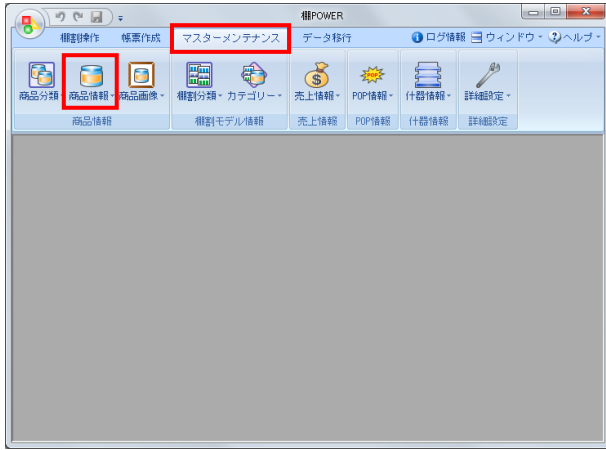 棚POWER
棚割操作 帳票作成 マスターメンテナンス データ移行 ログ情報 ウィンドウ ヘルプ
商品分類 商品情報 商品画像 棚割分類 カテゴリー 売上情報 POP情報 什器情報 詳細設定
商品情報 棚割モデル情報 売上情報 POP情報 什器情報 詳細設定